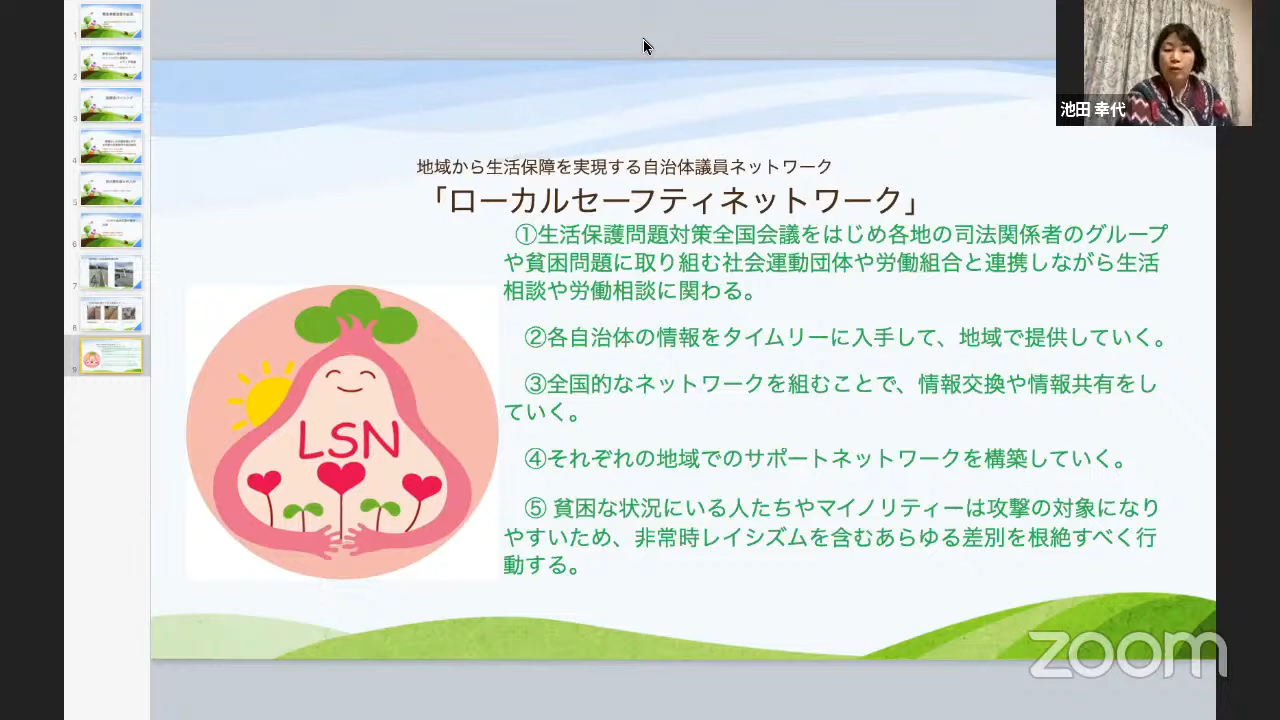 池田 幸代
地域から生活保障を実現する自治体議員ネットワーク
「ローカルセーフティネットワーク」
①生活保護問題対策全国会議をはじめ各地の司法関係者のグループ
や貧困問題に取り組む社会運動団体や労働組合と連携しながら生活
相談や労働相談に関わる。
②各自治体の情報をタイムリーに入手して、地域で提供していく。
③全国的なネットワークを組むことで、情報交換や情報共有をし
ていく。
④それぞれの地域でのサポートネットワークを構築していく。
⑤ 貧困な状況にいる人たちやマイノリティーは攻撃の対象になり
やすいため、非常時レイシズムを含むあらゆる差別を根絶すべく行
動する。
LSN
zoom
1
2
3
4
5
6
7
8
9